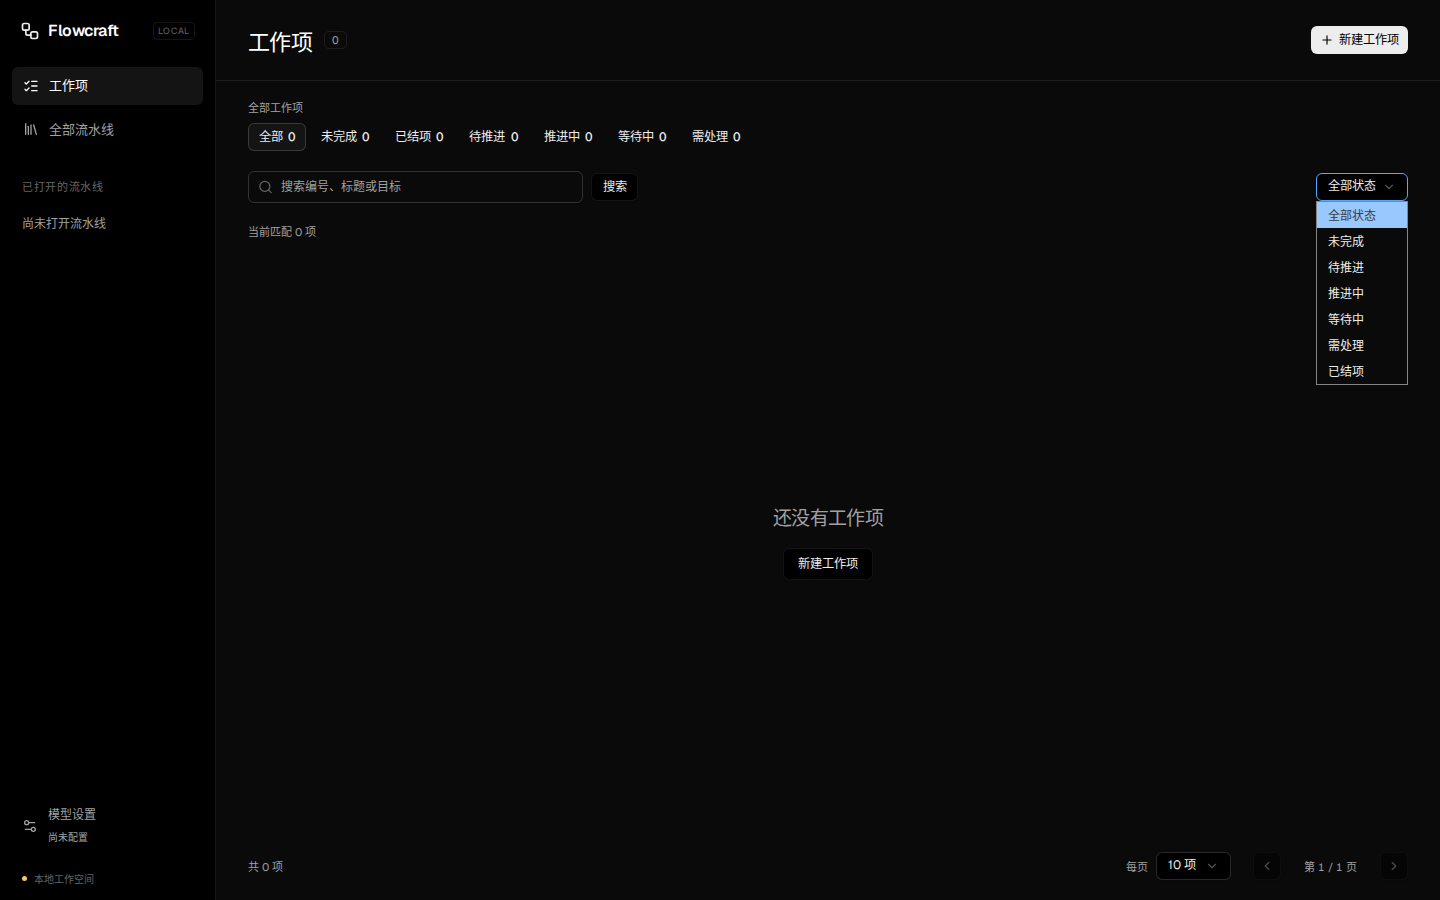 Flowcraft LOCAL
工作项
全部流水线
已打开的流水线
尚未打开流水线
模型设置
尚未配置
本地工作空间
工作项 0
新建工作项
全部工作项
全部 0 未完成 0 已结项 0 待推进 0 推进中 0 等待中 0 需处理 0
搜索编号、标题或目标 搜索
全部状态
全部状态
未完成
待推进
推进中
等待中
需处理
已结项
当前匹配 0 项
还没有工作项
新建工作项
共 0 项
每页 10 项 第 1 / 1 页